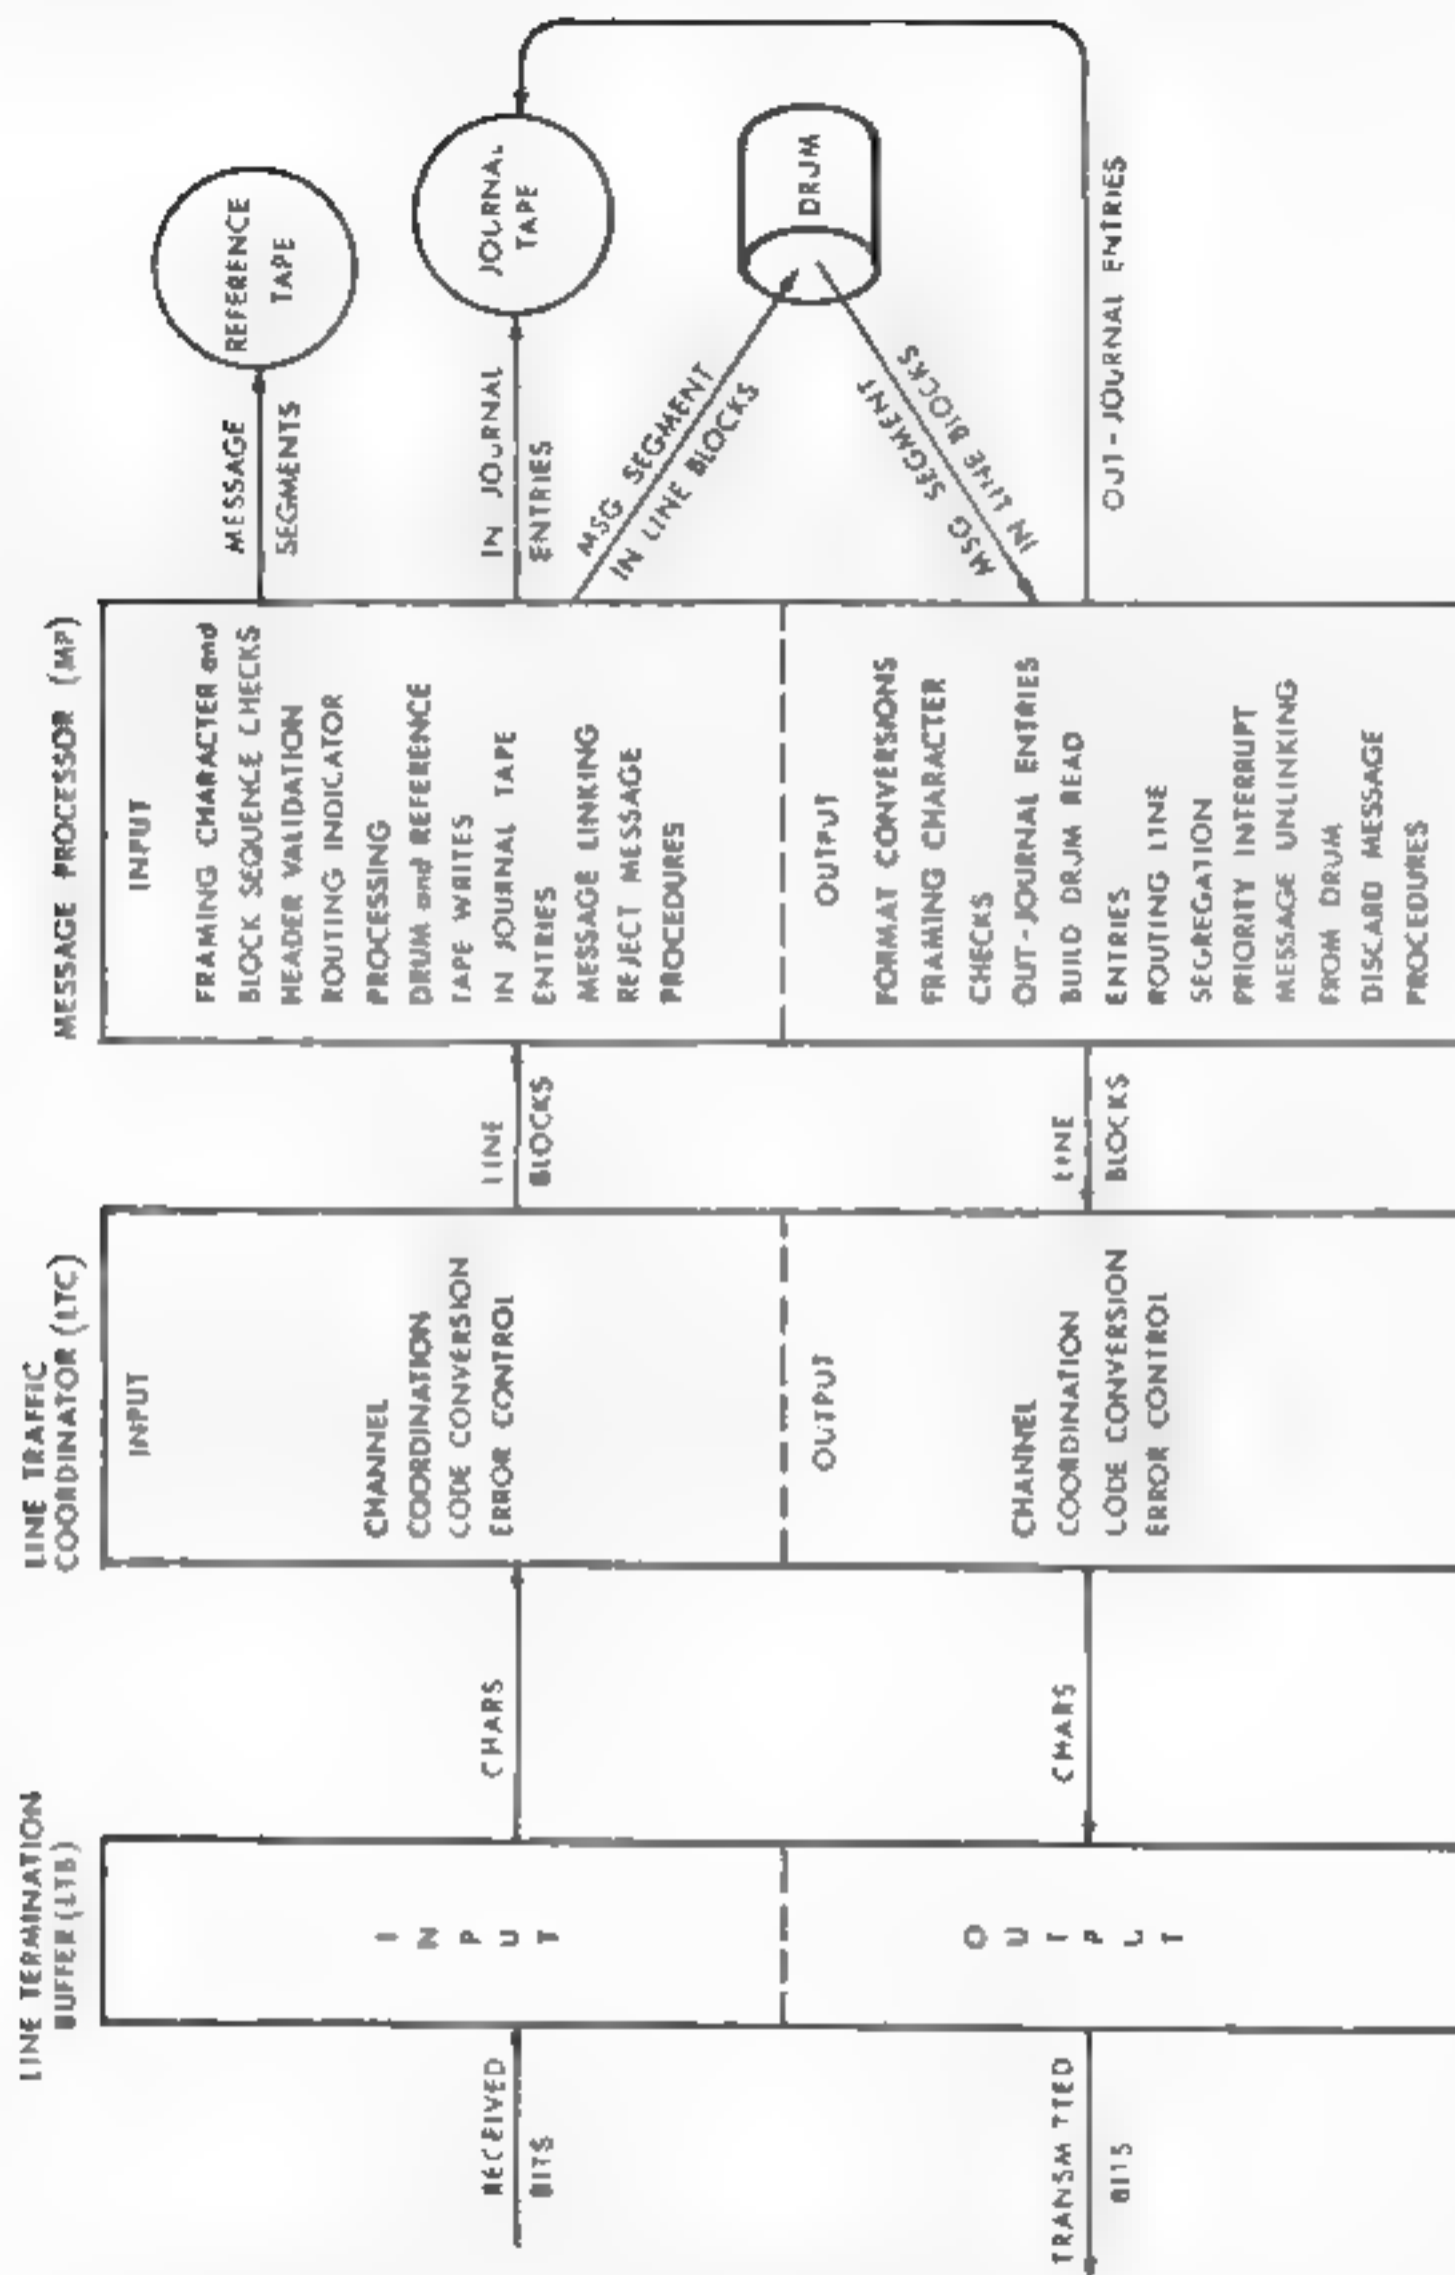 LINE TERMINATION
BUFFER (LTB)
LINE TRAFFIC
COORDINATOR (LTC)
MESSAGE PROCESSOR (MP)
RECEIVED
BITS
INPUT
CHARS
INPUT
CHANNEL
COORDINATION
CODE CONVERSION
ERROR CONTROL
LINE
BLOCKS
INPUT
FRAMING CHARACTER and
BLOCK SEQUENCE CHECKS
HEADER VALIDATION
ROUTING INDICATOR
PROCESSING
DRUM and REFERENCE
TAPE WRITES
IN JOURNAL TAPE
ENTRIES
MESSAGE LINKING
REJECT MESSAGE
PROCEDURES
MESSAGE
SEGMENTS
REFERENCE
TAPE
IN JOURNAL
ENTRIES
JOURNAL
TAPE
MSG SEGMENT
IN LINE BLOCKS
DRUM
TRANSMITTED
BITS
OUTPUT
CHARS
OUTPUT
CHANNEL
COORDINATION
CODE CONVERSION
ERROR CONTROL
LINE
BLOCKS
OUTPUT
FORMAT CONVERSIONS
FRAMING CHARACTER
CHECKS
OUT-JOURNAL ENTRIES
BUILD DRUM READ
ENTRIES
ROUTING LINE
SEGREGATION
PRIORITY INTERRUPT
MESSAGE UNLINKING
FROM DRUM
DISCARD MESSAGE
PROCEDURES
MSG SEGMENT
IN LINE BLOCKS
OUT-JOURNAL ENTRIES